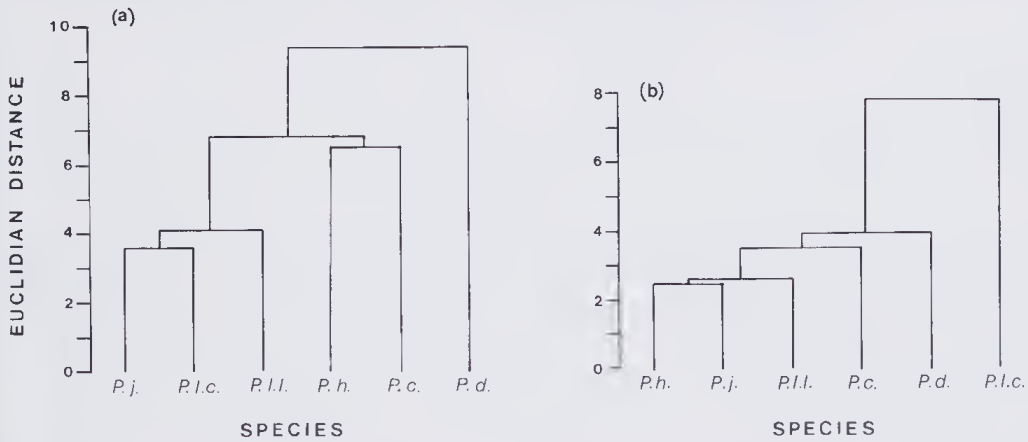 (a)
10
8
6
4
2
0
EUCLIDIAN DISTANCE
P.j. P.l.c. P.l.l. P.h. P.c. P.d.
SPECIES
(b)
8
6
4
2
0
P.h. P.j. P.l.l. P.c. P.d. P.l.c.
SPECIES